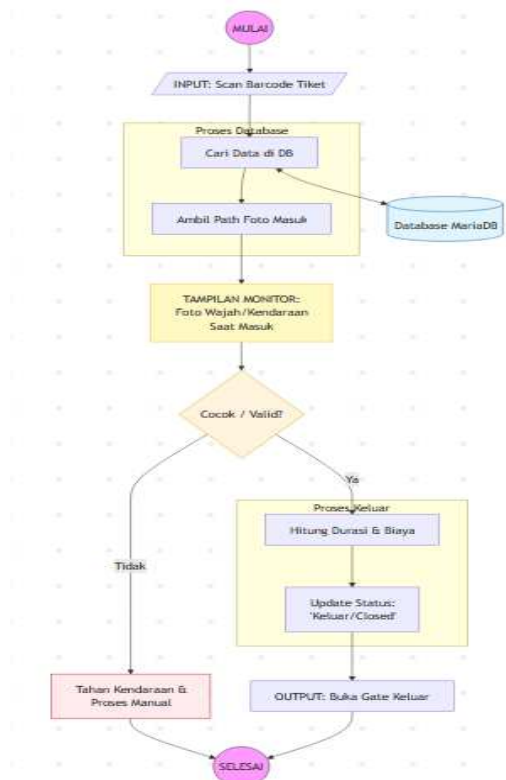 MULAI
INPUT: Scan Barcode Tiket
Proses Database
Cari Data di DB
Ambil Path Foto Masuk
Database MariaDB
TAMPILAN MONITOR:
Foto Wajah/Kendaraan
Saat Masuk
Cocok / Valid?
Ya
Proses Keluar
Hitung Durasi & Biaya
Tidak
Update Status:
'Keluar/Closed'
Tahan Kendaraan &
Proses Manual
OUTPUT: Buka Gate Keluar
SELESAI